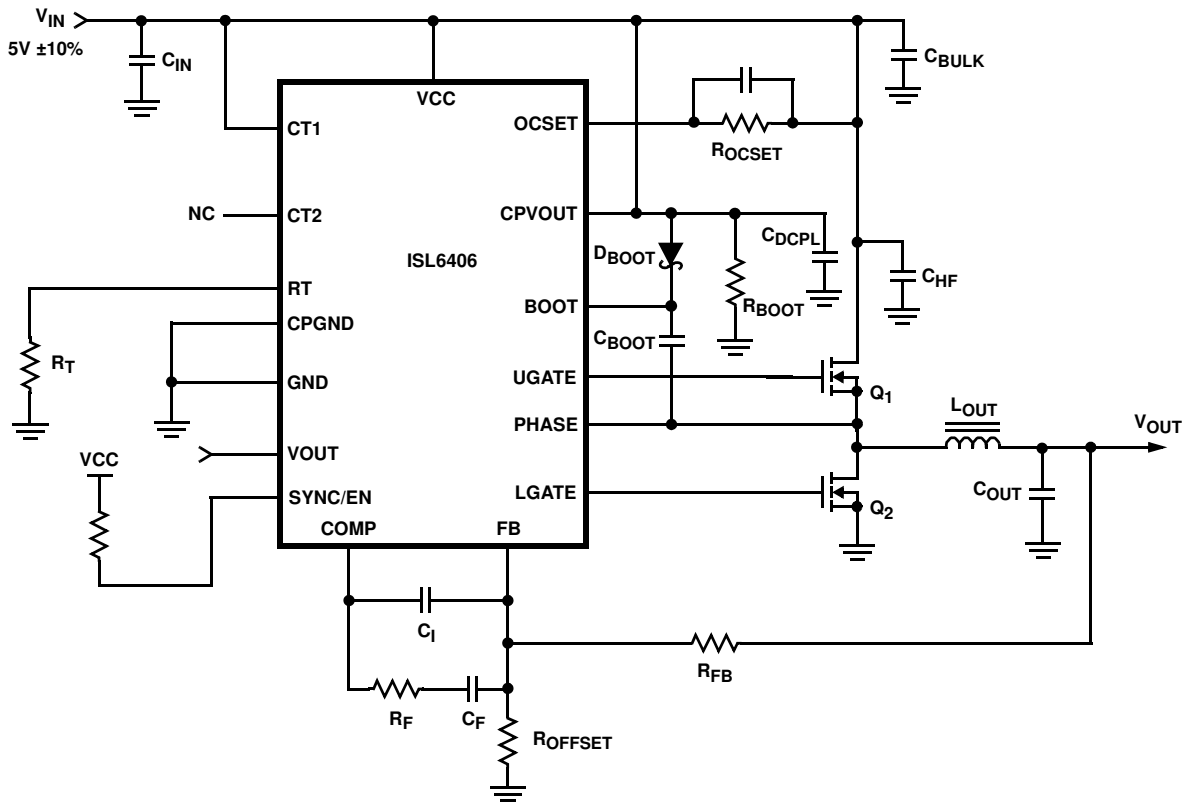 VIN
5V ±10%
CIN
CBULK
VCC
CT1
OCSET
ROCSET
NC
CT2
CPVOUT
DBOOT
CDCPL
ISL6406
RT
BOOT
RBOOT
CHF
CPGND
CBOOT
RT
GND
UGATE
Q1
PHASE
LOUT
VOUT
VOUT
VCC
SYNC/EN
LGATE
Q2
COUT
COMP
FB
CI
RFB
RF
CF
ROFFSET